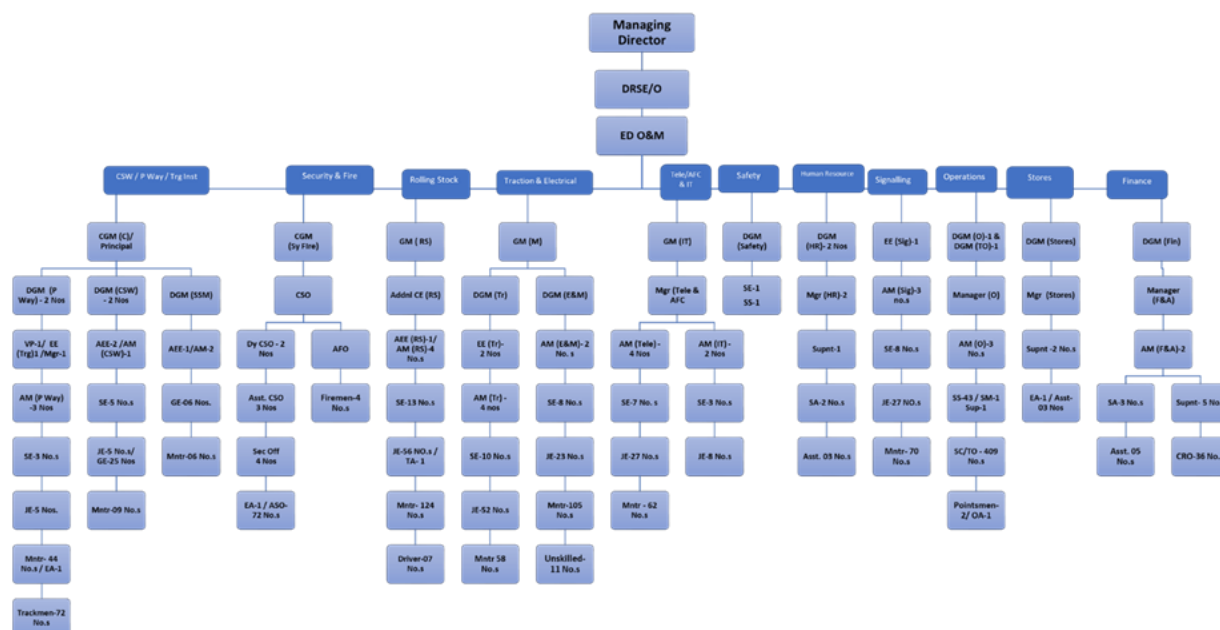 Managing
Director
DRSE/O
ED O&M
CSW / P Way / Trg Inst
Security & Fire
Rolling Stock
Traction & Electrical
Tele/AFC
& IT
Safety
Human Resource
Signalling
Operations
Stores
Finance
CGM (C)/
Principal
CGM
(Sy Fire)
GM ( RS)
GM (M)
GM (IT)
DGM
(Safety)
DGM
(HR)- 2 Nos
EE (Sig)-1
DGM (O)-1 &
DGM (TO)-1
DGM (Stores)
DGM (Fin)
DGM (P
Way) - 2 Nos
DGM (CSW)
- 2 Nos
DGM (SSM)
CSO
Addnl CE (RS)
DGM (Tr)
DGM (E&M)
Mgr (Tele &
AFC
SE-1
SS-1
Mgr (HR)-2
AM (Sig)-3
no.s
Manager (O)
Mgr (Stores)
Manager
(F&A)
VP-1/ EE
(Trg)1 /Mgr-1
AEE-2 /AM
(CSW)-1
AEE-1/AM-2
Dy CSO - 2
Nos
AFO
AEE (RS)-1/
AM (RS)-4
No.s
EE (Tr)-
2 Nos
AM (E&M)- 2
No. s
AM (Tele) -
4 Nos
AM (IT) -
2 Nos
Supnt-1
SE-8 No.s
AM (O)-3
No.s
Supnt -2 No.s
AM (F&A)-2
AM (P Way)
-3 Nos
SE-5 No.s
GE-06 Nos.
Asst. CSO
3 Nos
Firemen-4
No.s
SE-13 No.s
AM (Tr) -
4 nos
SE-8 No.s
SE-7 No.s
SE-3 No.s
SA-2 No.s
JE-27 NO.s
SS-43 / SM-1
Sup-1
EA-1 / Asst-
03 Nos
SA-3 No.s
Supnt- 5 No
SE-3 No.s
JE-5 No.s/
GE-25 Nos
Mntr-06 No.s
Sec Off
4 Nos
JE-56 NO.s /
TA- 1
SE-10 No.s
JE-23 No.s
JE-27 No.s
JE-8 No.s
Asst. 03 No.s
Mntr- 70
No.s
SC/TO - 409
No.s
Asst. 05
No.s
CRO-36 No.
JE-5 Nos.
Mntr-09 No.s
EA-1 / ASO-
72 No.s
Mntr- 124
No.s
JE-52 No.s
Mntr-105
No.s
Mntr - 62
No.s
Pointsmen-
2/ OA-1
Mntr- 44
No.s / EA-1
Driver-07
No.s
Mntr 58
No.s
Unskilled-
11 No.s
Trackmen-72
No.s